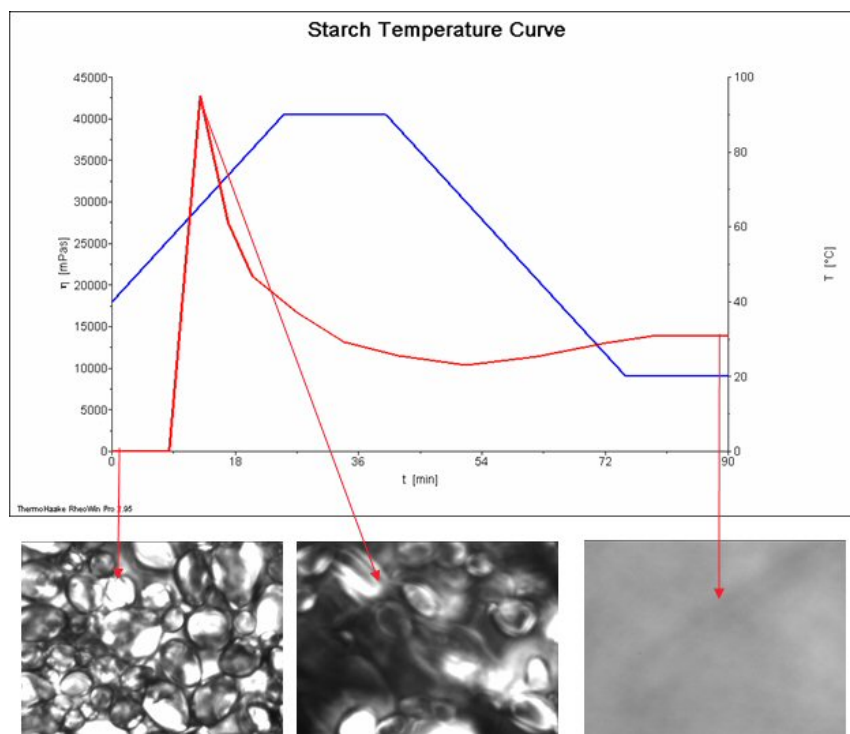 Starch Temperature Curve
45000
40000
35000
30000
25000
20000
15000
10000
5000
0
η [mPas]
100
80
60
40
20
0
T [°C]
0 18 36 54 72 90
t [min]
ThermoHaake RheoWin Pro .95